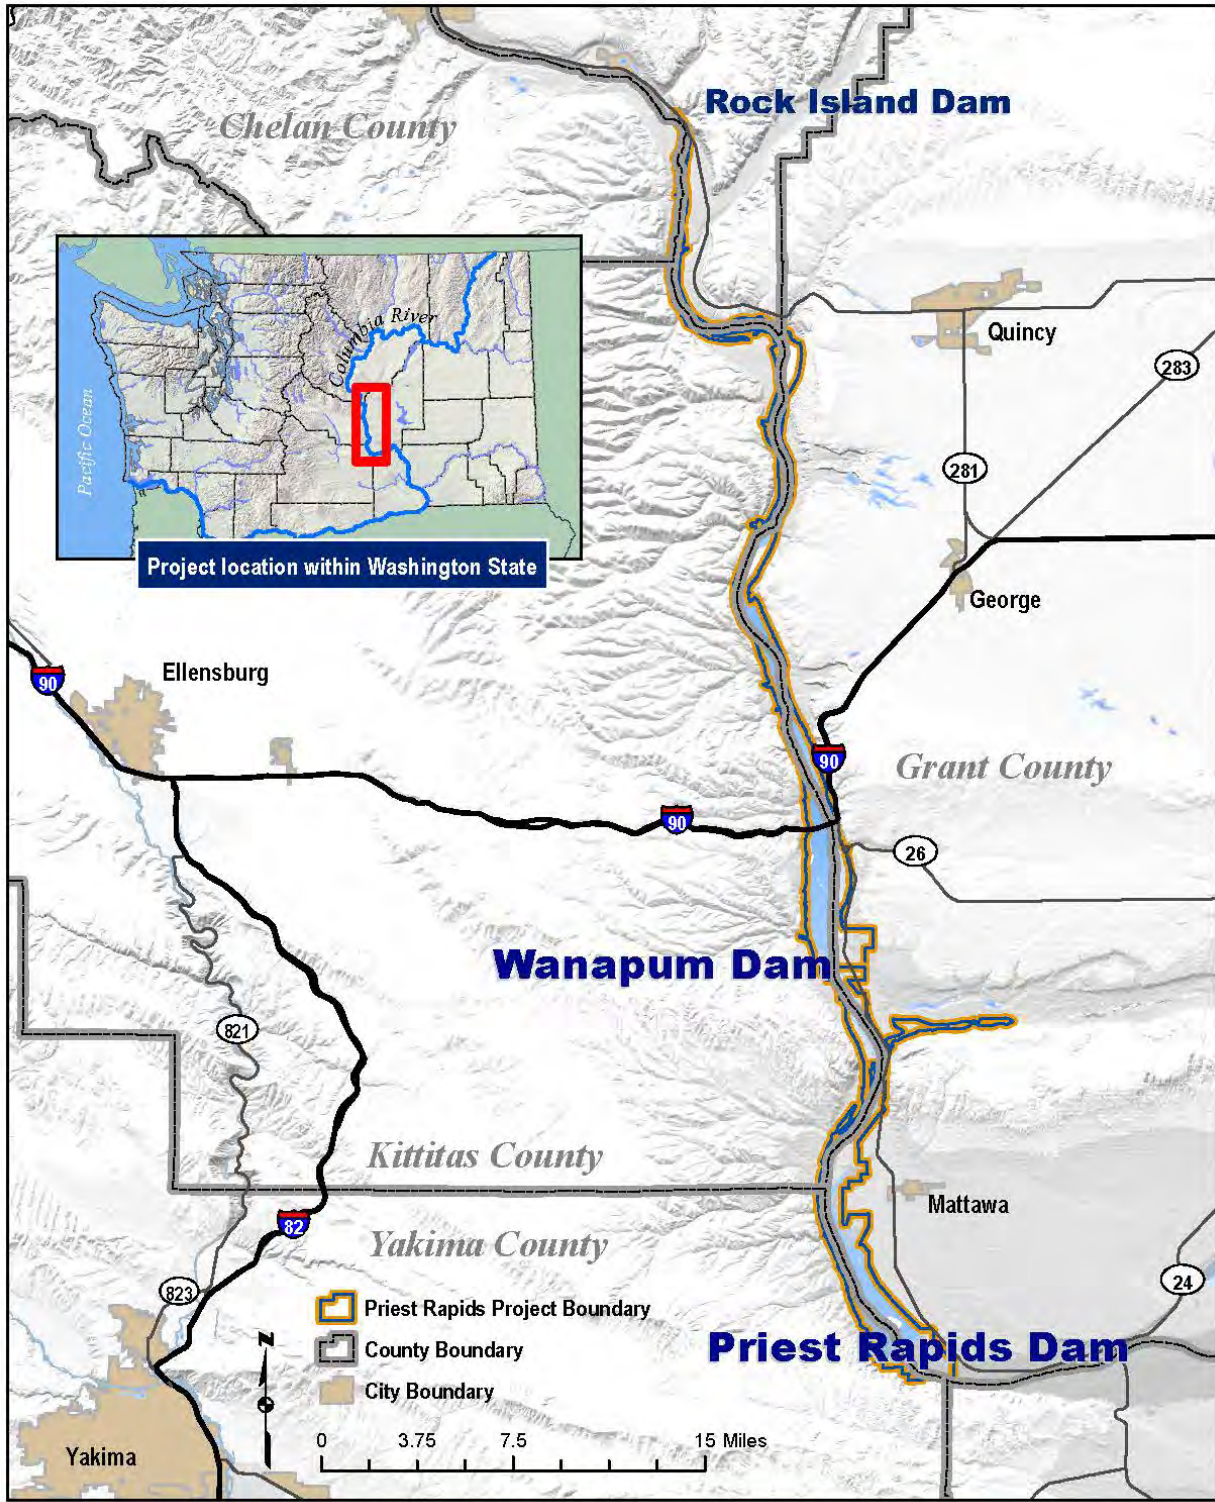 Rock Island Dam
Chelan County
Columbia River
Pacific Ocean
Project location within Washington State
Quincy
283
281
George
Ellensburg
90
90
90
Grant County
26
Wanapum Dam
821
Kittitas County
Mattawa
82
Yakima County
823
24
Priest Rapids Project Boundary
County Boundary
City Boundary
Priest Rapids Dam
N
0 3.75 7.5 15 Miles
Yakima